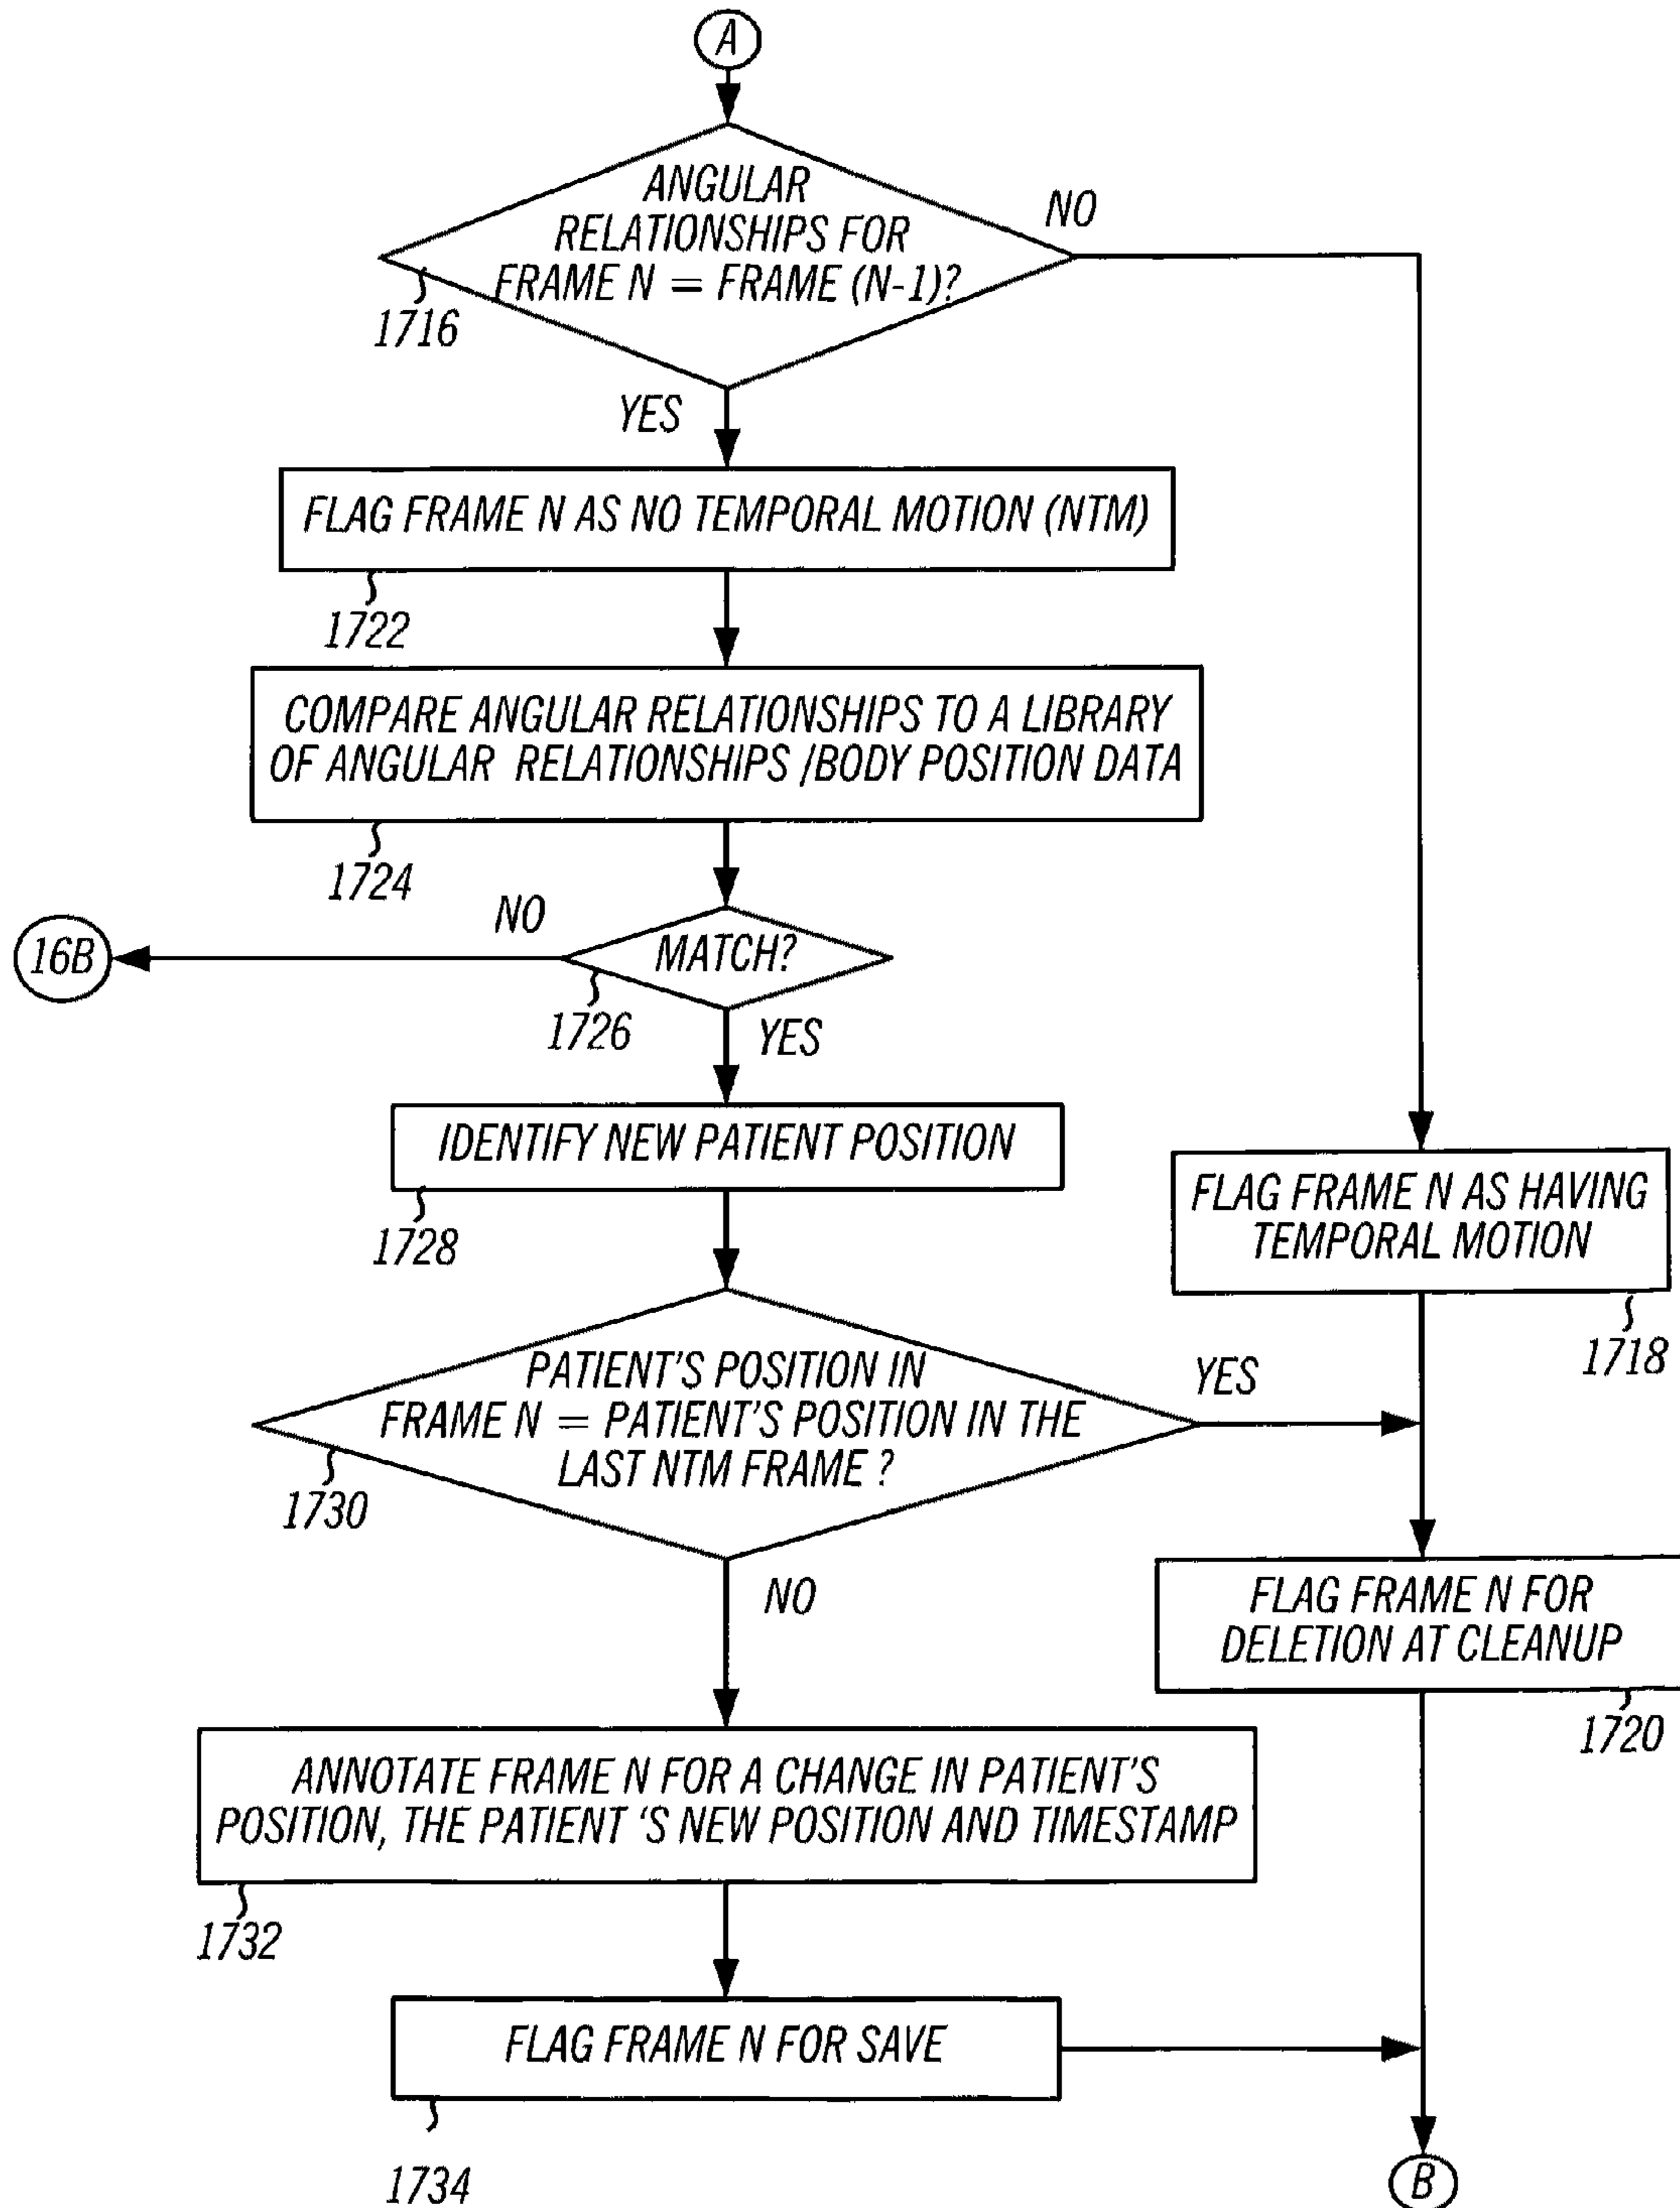 A
ANGULAR
RELATIONSHIPS FOR
FRAME N = FRAME (N-1)?
NO
1716
YES
FLAG FRAME N AS NO TEMPORAL MOTION (NTM)
1722
COMPARE ANGULAR RELATIONSHIPS TO A LIBRARY
OF ANGULAR RELATIONSHIPS /BODY POSITION DATA
1724
NO
16B
MATCH?
1726
YES
IDENTIFY NEW PATIENT POSITION
1728
FLAG FRAME N AS HAVING
TEMPORAL MOTION
1718
PATIENT'S POSITION IN
FRAME N = PATIENT'S POSITION IN THE
LAST NTM FRAME ?
YES
1730
NO
FLAG FRAME N FOR
DELETION AT CLEANUP
1720
ANNOTATE FRAME N FOR A CHANGE IN PATIENT'S
POSITION, THE PATIENT 'S NEW POSITION AND TIMESTAMP
1732
FLAG FRAME N FOR SAVE
1734
B